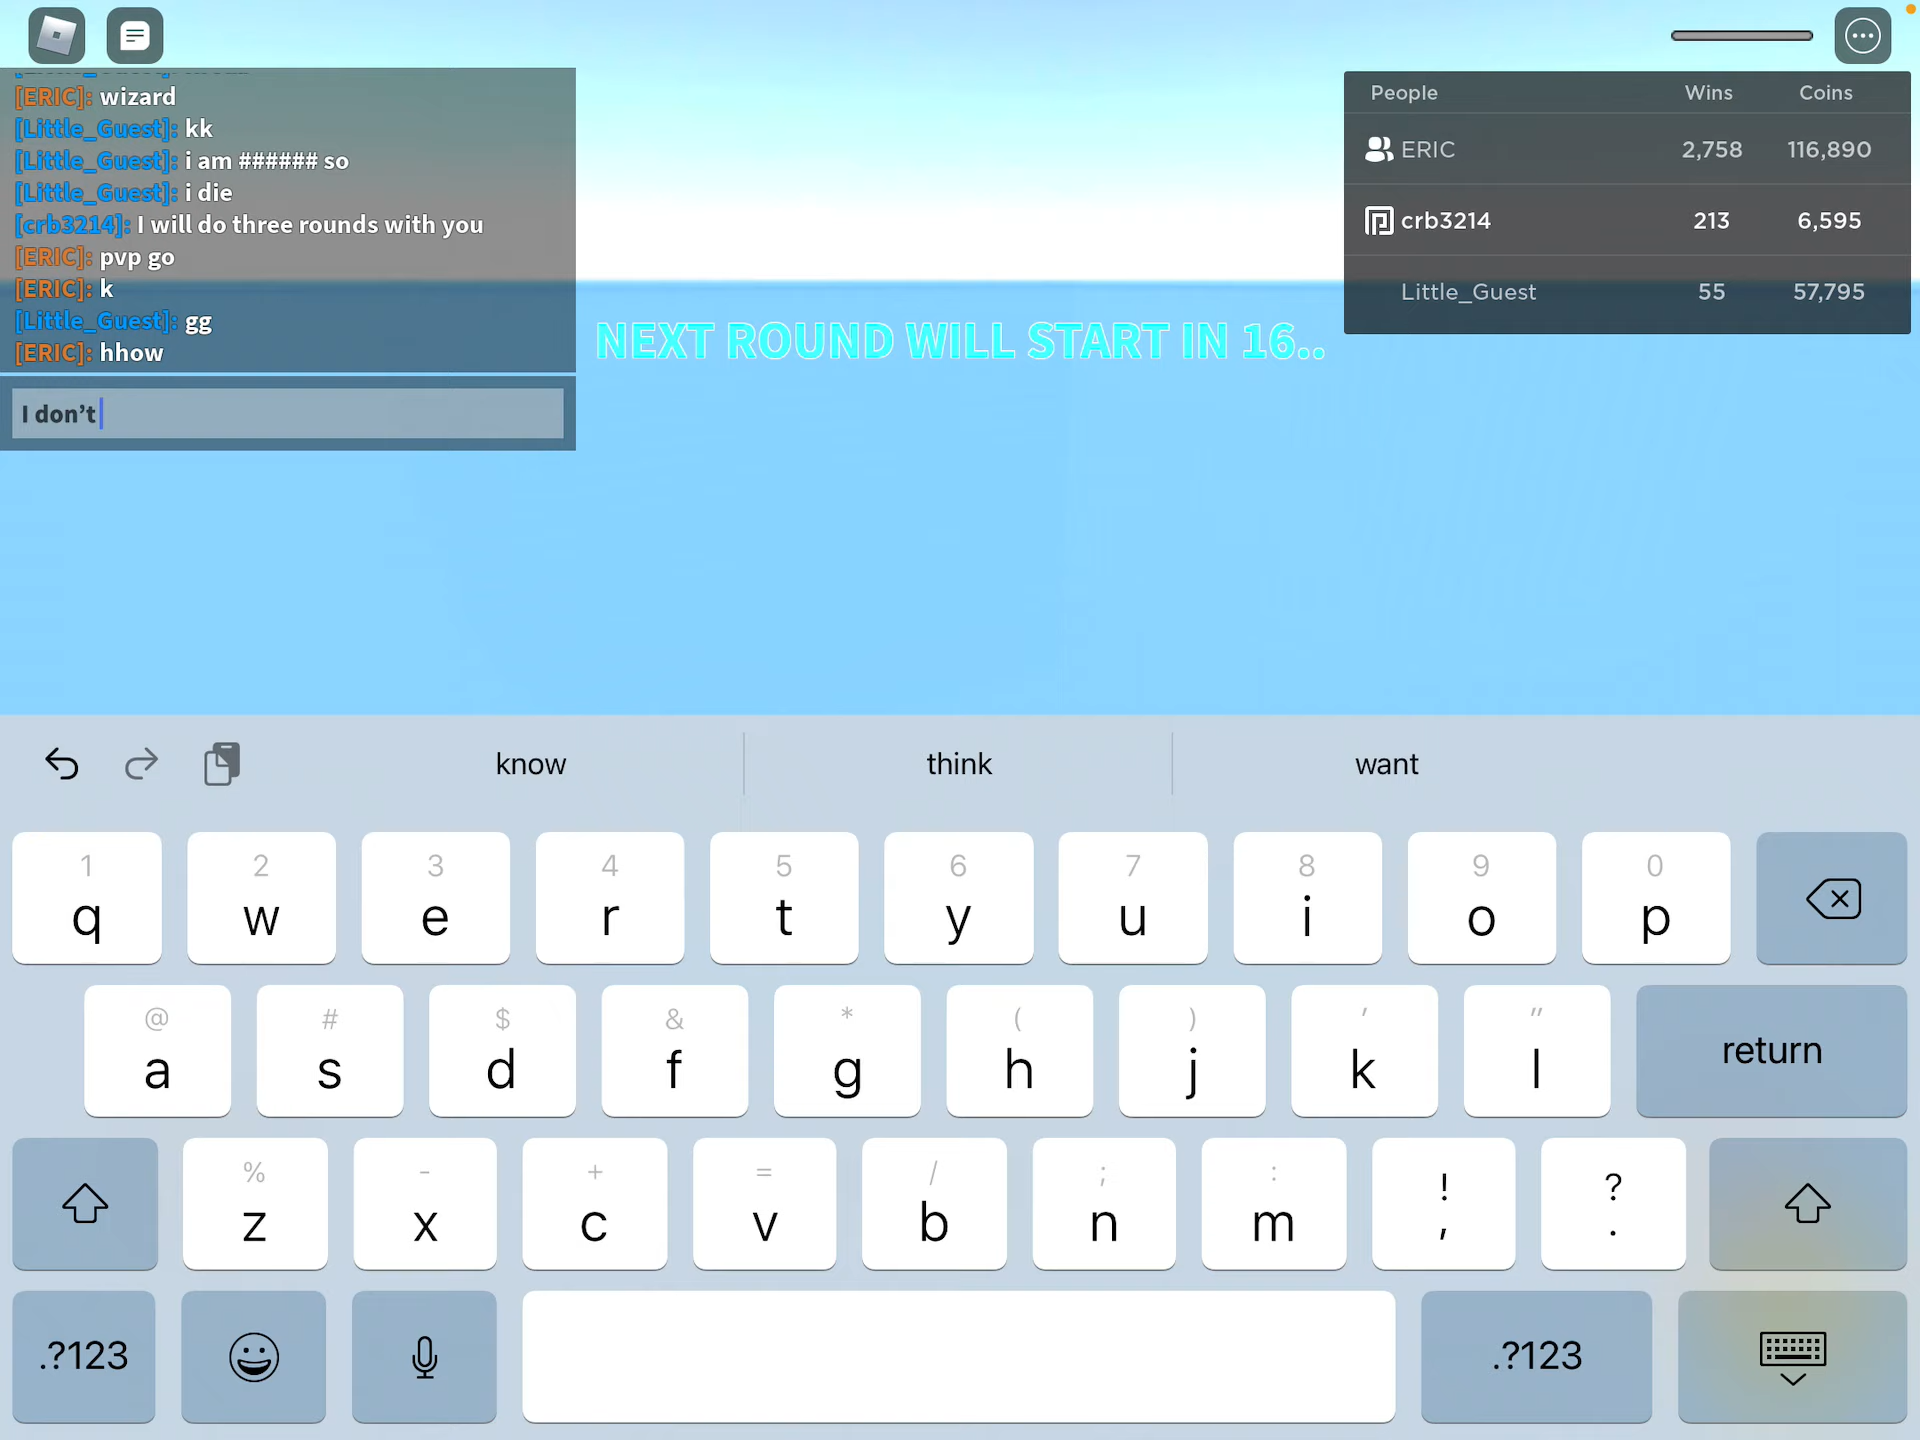 [ERIC]: wizard
[Little_Guest]: kk
[Little_Guest]: i am ###### so
[Little_Guest]: i die
[crb3214]: I will do three rounds with you
[ERIC]: pvp go
[ERIC]: k
[Little_Guest]: gg
[ERIC]: hhow
I don’t
People Wins Coins
ERIC 2,758 116,890
crb3214 213 6,595
Little_Guest 55 57,795
NEXT ROUND WILL START IN 16..
know think want
1 2 3 4 5 6 7 8 9 0
q w e r t y u i o p
@ # $ & * ( ) ' "
a s d f g h j k l return
% - + = / ; : ! ?
z x c v b n m , .
.?123 .?123